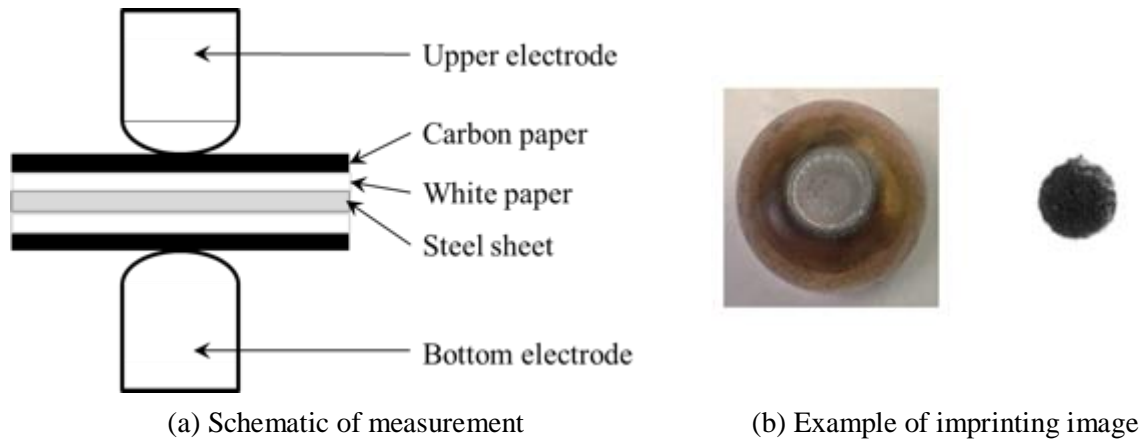 Upper electrode
Carbon paper
White paper
Steel sheet
Bottom electrode
(a) Schematic of measurement
(b) Example of imprinting image